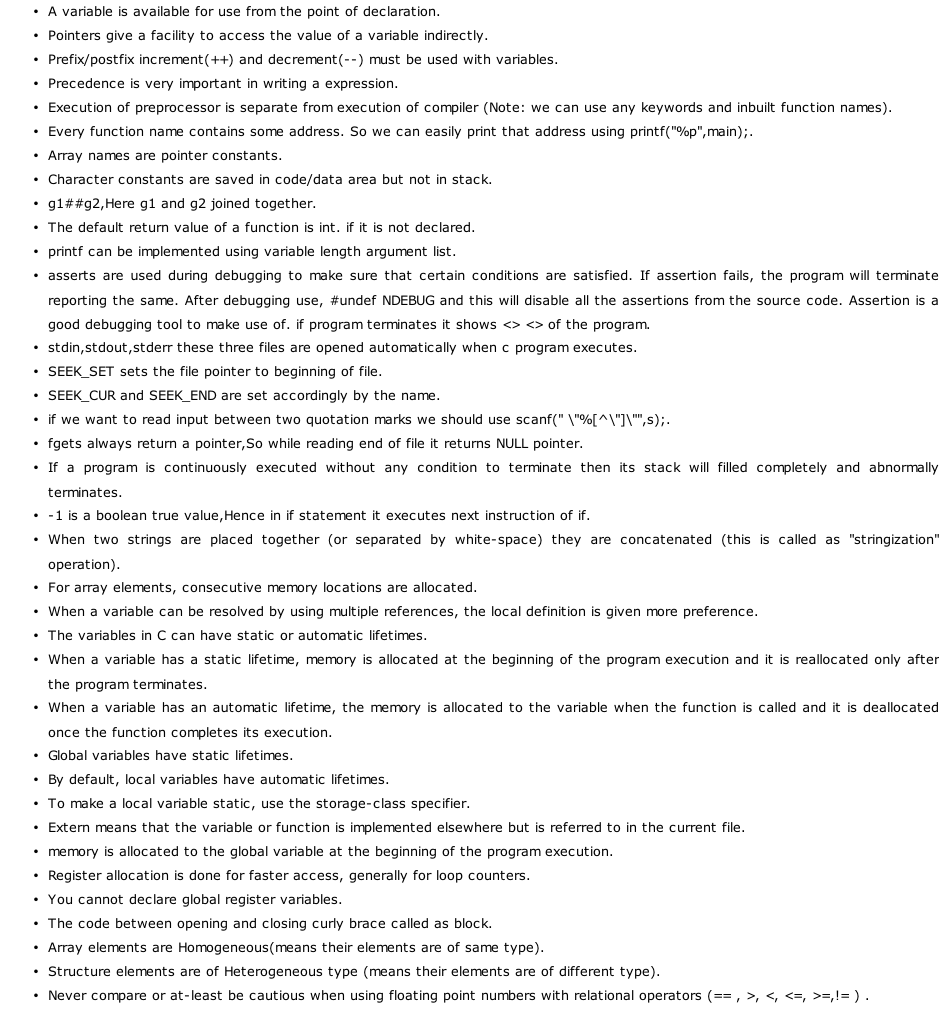 • A variable is available for use from the point of declaration.
• Pointers give a facility to access the value of a variable indirectly.
• Prefix/postfix increment(++) and decrement(--) must be used with variables.
• Precedence is very important in writing a expression.
• Execution of preprocessor is separate from execution of compiler (Note: we can use any keywords and inbuilt function names).
• Every function name contains some address. So we can easily print that address using printf("%p",main);.
• Array names are pointer constants.
• Character constants are saved in code/data area but not in stack.
• g1##g2,Here g1 and g2 joined together.
• The default return value of a function is int. if it is not declared.
• printf can be implemented using variable length argument list.
• asserts are used during debugging to make sure that certain conditions are satisfied. If assertion fails, the program will terminate
reporting the same. After debugging use, #undef NDEBUG and this will disable all the assertions from the source code. Assertion is a
good debugging tool to make use of. if program terminates it shows <> <> of the program.
• stdin,stdout,stderr these three files are opened automatically when c program executes.
• SEEK_SET sets the file pointer to beginning of file.
• SEEK_CUR and SEEK_END are set accordingly by the name.
• if we want to read input between two quotation marks we should use scanf(" \"%[^\"]\"",s);.
• fgets always return a pointer,So while reading end of file it returns NULL pointer.
• If a program is continuously executed without any condition to terminate then its stack will filled completely and abnormally
terminates.
• -1 is a boolean true value,Hence in if statement it executes next instruction of if.
• When two strings are placed together (or separated by white-space) they are concatenated (this is called as "stringization"
operation).
• For array elements, consecutive memory locations are allocated.
• When a variable can be resolved by using multiple references, the local definition is given more preference.
• The variables in C can have static or automatic lifetimes.
• When a variable has a static lifetime, memory is allocated at the beginning of the program execution and it is reallocated only after
the program terminates.
• When a variable has an automatic lifetime, the memory is allocated to the variable when the function is called and it is deallocated
once the function completes its execution.
• Global variables have static lifetimes.
• By default, local variables have automatic lifetimes.
• To make a local variable static, use the storage-class specifier.
• Extern means that the variable or function is implemented elsewhere but is referred to in the current file.
• memory is allocated to the global variable at the beginning of the program execution.
• Register allocation is done for faster access, generally for loop counters.
• You cannot declare global register variables.
• The code between opening and closing curly brace called as block.
• Array elements are Homogeneous(means their elements are of same type).
• Structure elements are of Heterogeneous type (means their elements are of different type).
• Never compare or at-least be cautious when using floating point numbers with relational operators (== , >, <, <=, >=,!= ) .